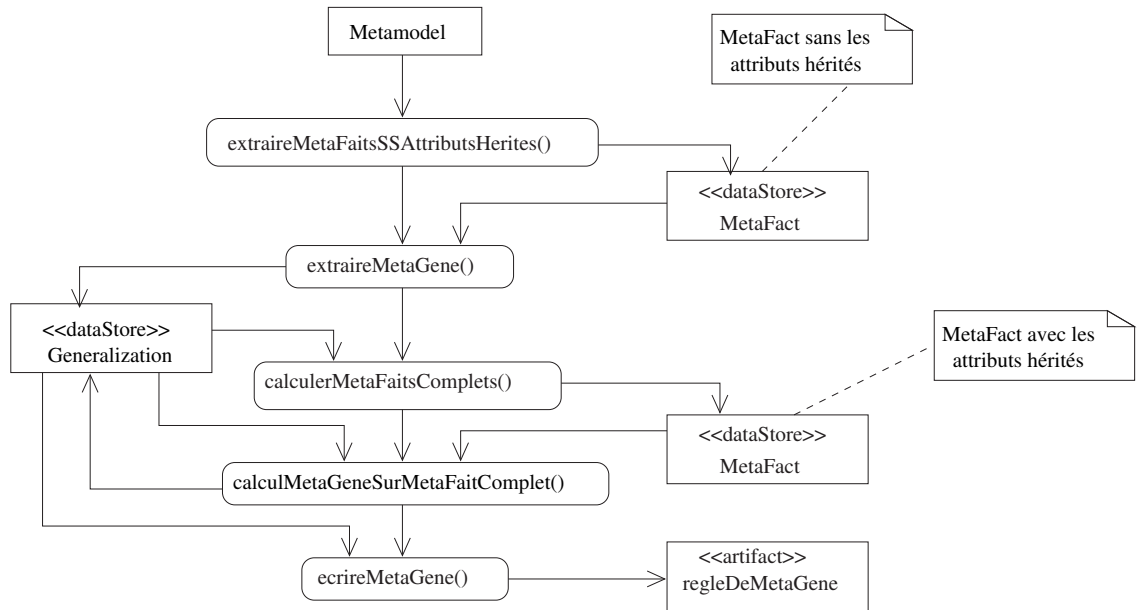 Metamodel
MetaFact sans les
attributs hérités
extraireMetaFaitsSSAttributsHerites()
<<dataStore>>
MetaFact
extraireMetaGene()
<<dataStore>>
Generalization
MetaFact avec les
attributs hérités
calculerMetaFaitsComplets()
<<dataStore>>
MetaFact
calculMetaGeneSurMetaFaitComplet()
ecrireMetaGene()
<<artifact>>
regleDeMetaGene